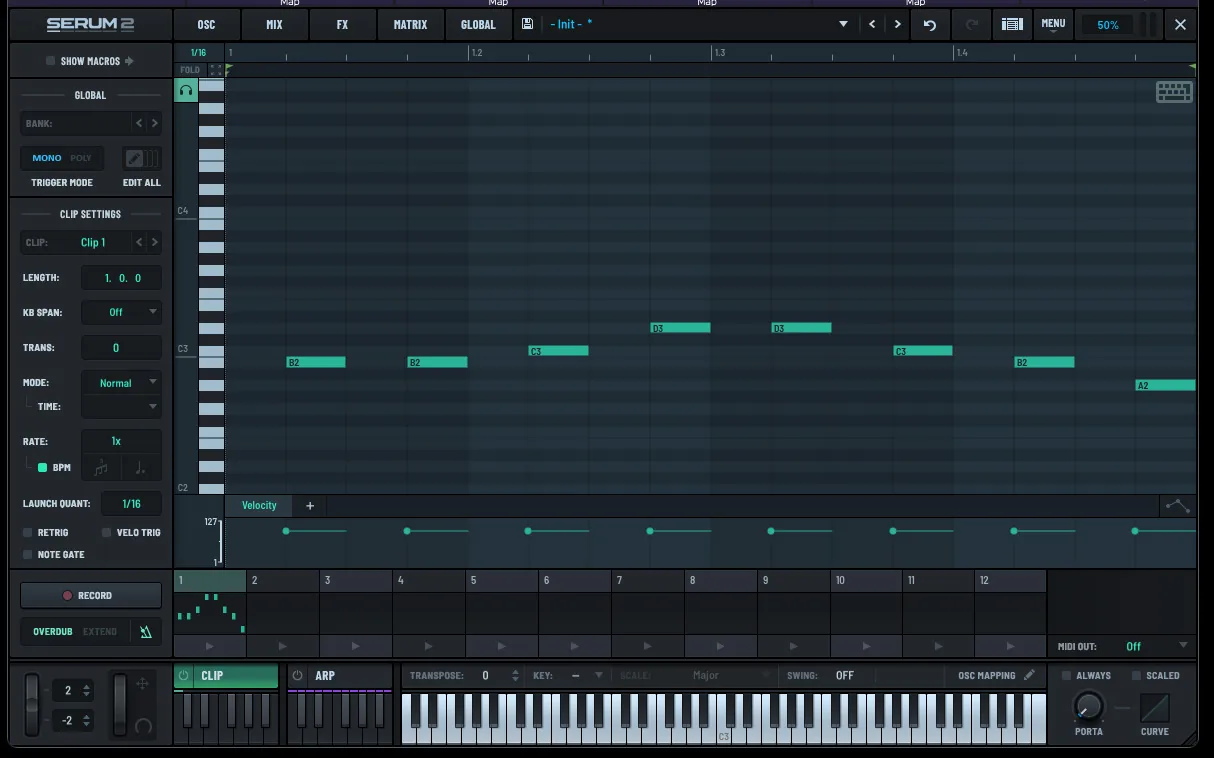 Map Map Map Map
SERUM 2 OSC MIX FX MATRIX GLOBAL - Init - * MENU 50%
SHOW MACROS 1/16 1 1.2 1.3 1.4
FOLD
GLOBAL
BANK:
MONO POLY
TRIGGER MODE EDIT ALL
C4
CLIP SETTINGS
CLIP: Clip 1
LENGTH: 1. 0. 0
KB SPAN: Off
D3 D3
TRANS: 0
C3 C3 C3
B2 B2 B2
MODE: Normal
A2
TIME:
RATE: 1x
BPM
C2
LAUNCH QUANT: 1/16
Velocity +
127
RETRIG VELO TRIG
NOTE GATE
1
1 2 3 4 5 6 7 8 9 10 11 12
RECORD
OVERDUB EXTEND
MIDI OUT: Off
CLIP ARP TRANSPOSE: 0 KEY: – SCALE: Major SWING: OFF OSC MAPPING ALWAYS SCALED
2
-2
C3
PORTA CURVE